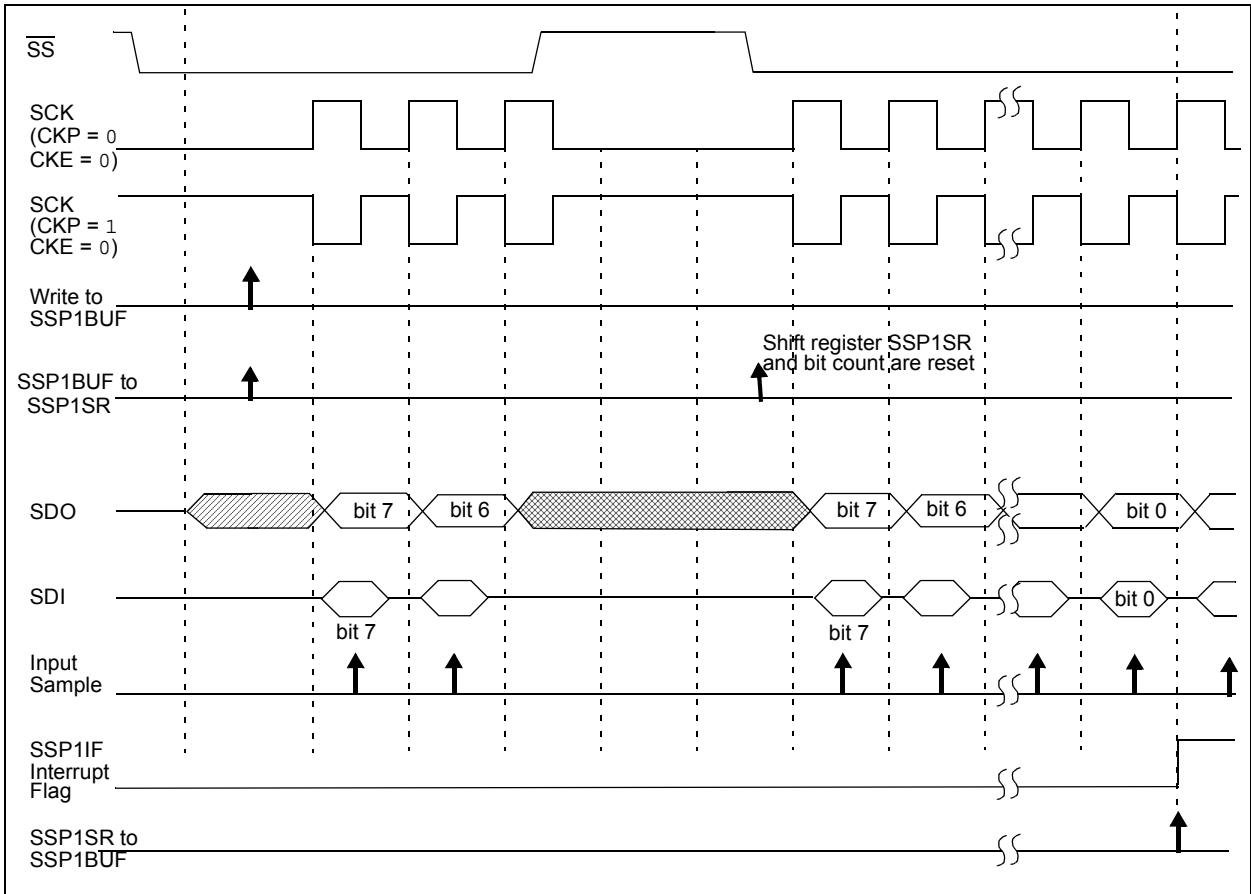 SS
SCK
(CKP = 0
CKE = 0)
SCK
(CKP = 1
CKE = 0)
Write to
SSP1BUF
Shift register SSP1SR
and bit count are reset
SSP1BUF to
SSP1SR
SDO
bit 7
bit 6
bit 7
bit 6
bit 0
SDI
bit 0
bit 7
bit 7
Input
Sample
SSP1IF
Interrupt
Flag
SSP1SR to
SSP1BUF